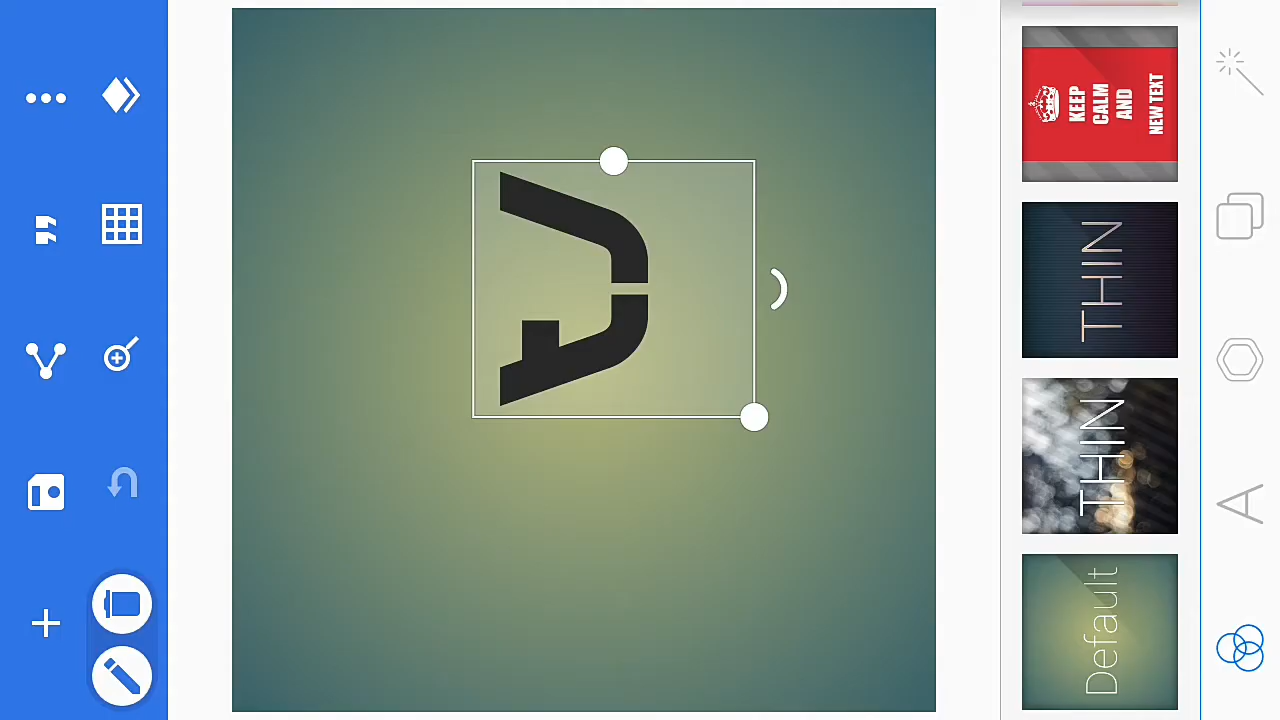 KEEP
CALM
AND
NEW TEXT
THIN
THIN
Default